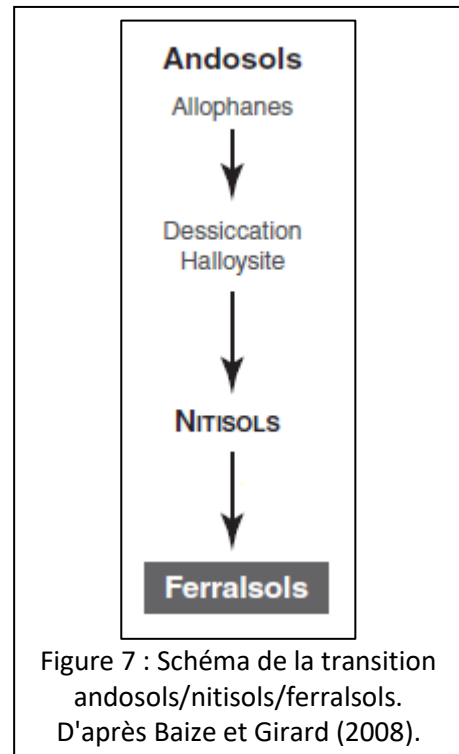 Andosols
Allophanes
Dessiccation
Halloysite
NITISOLS
Ferralsols
Figure 7 : Schéma de la transition
andosols/nitisols/ferralsols.
D'après Baize et Girard (2008).